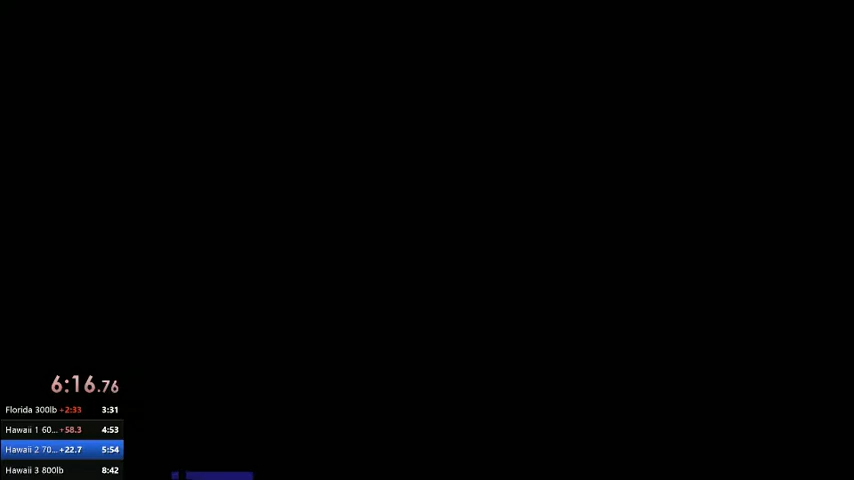 6:16.76
Florida 300lb +2:33 3:31
Hawaii 1 60... +58.3 4:53
Hawaii 2 70... +22.7 5:54
Hawaii 3 800lb 8:42